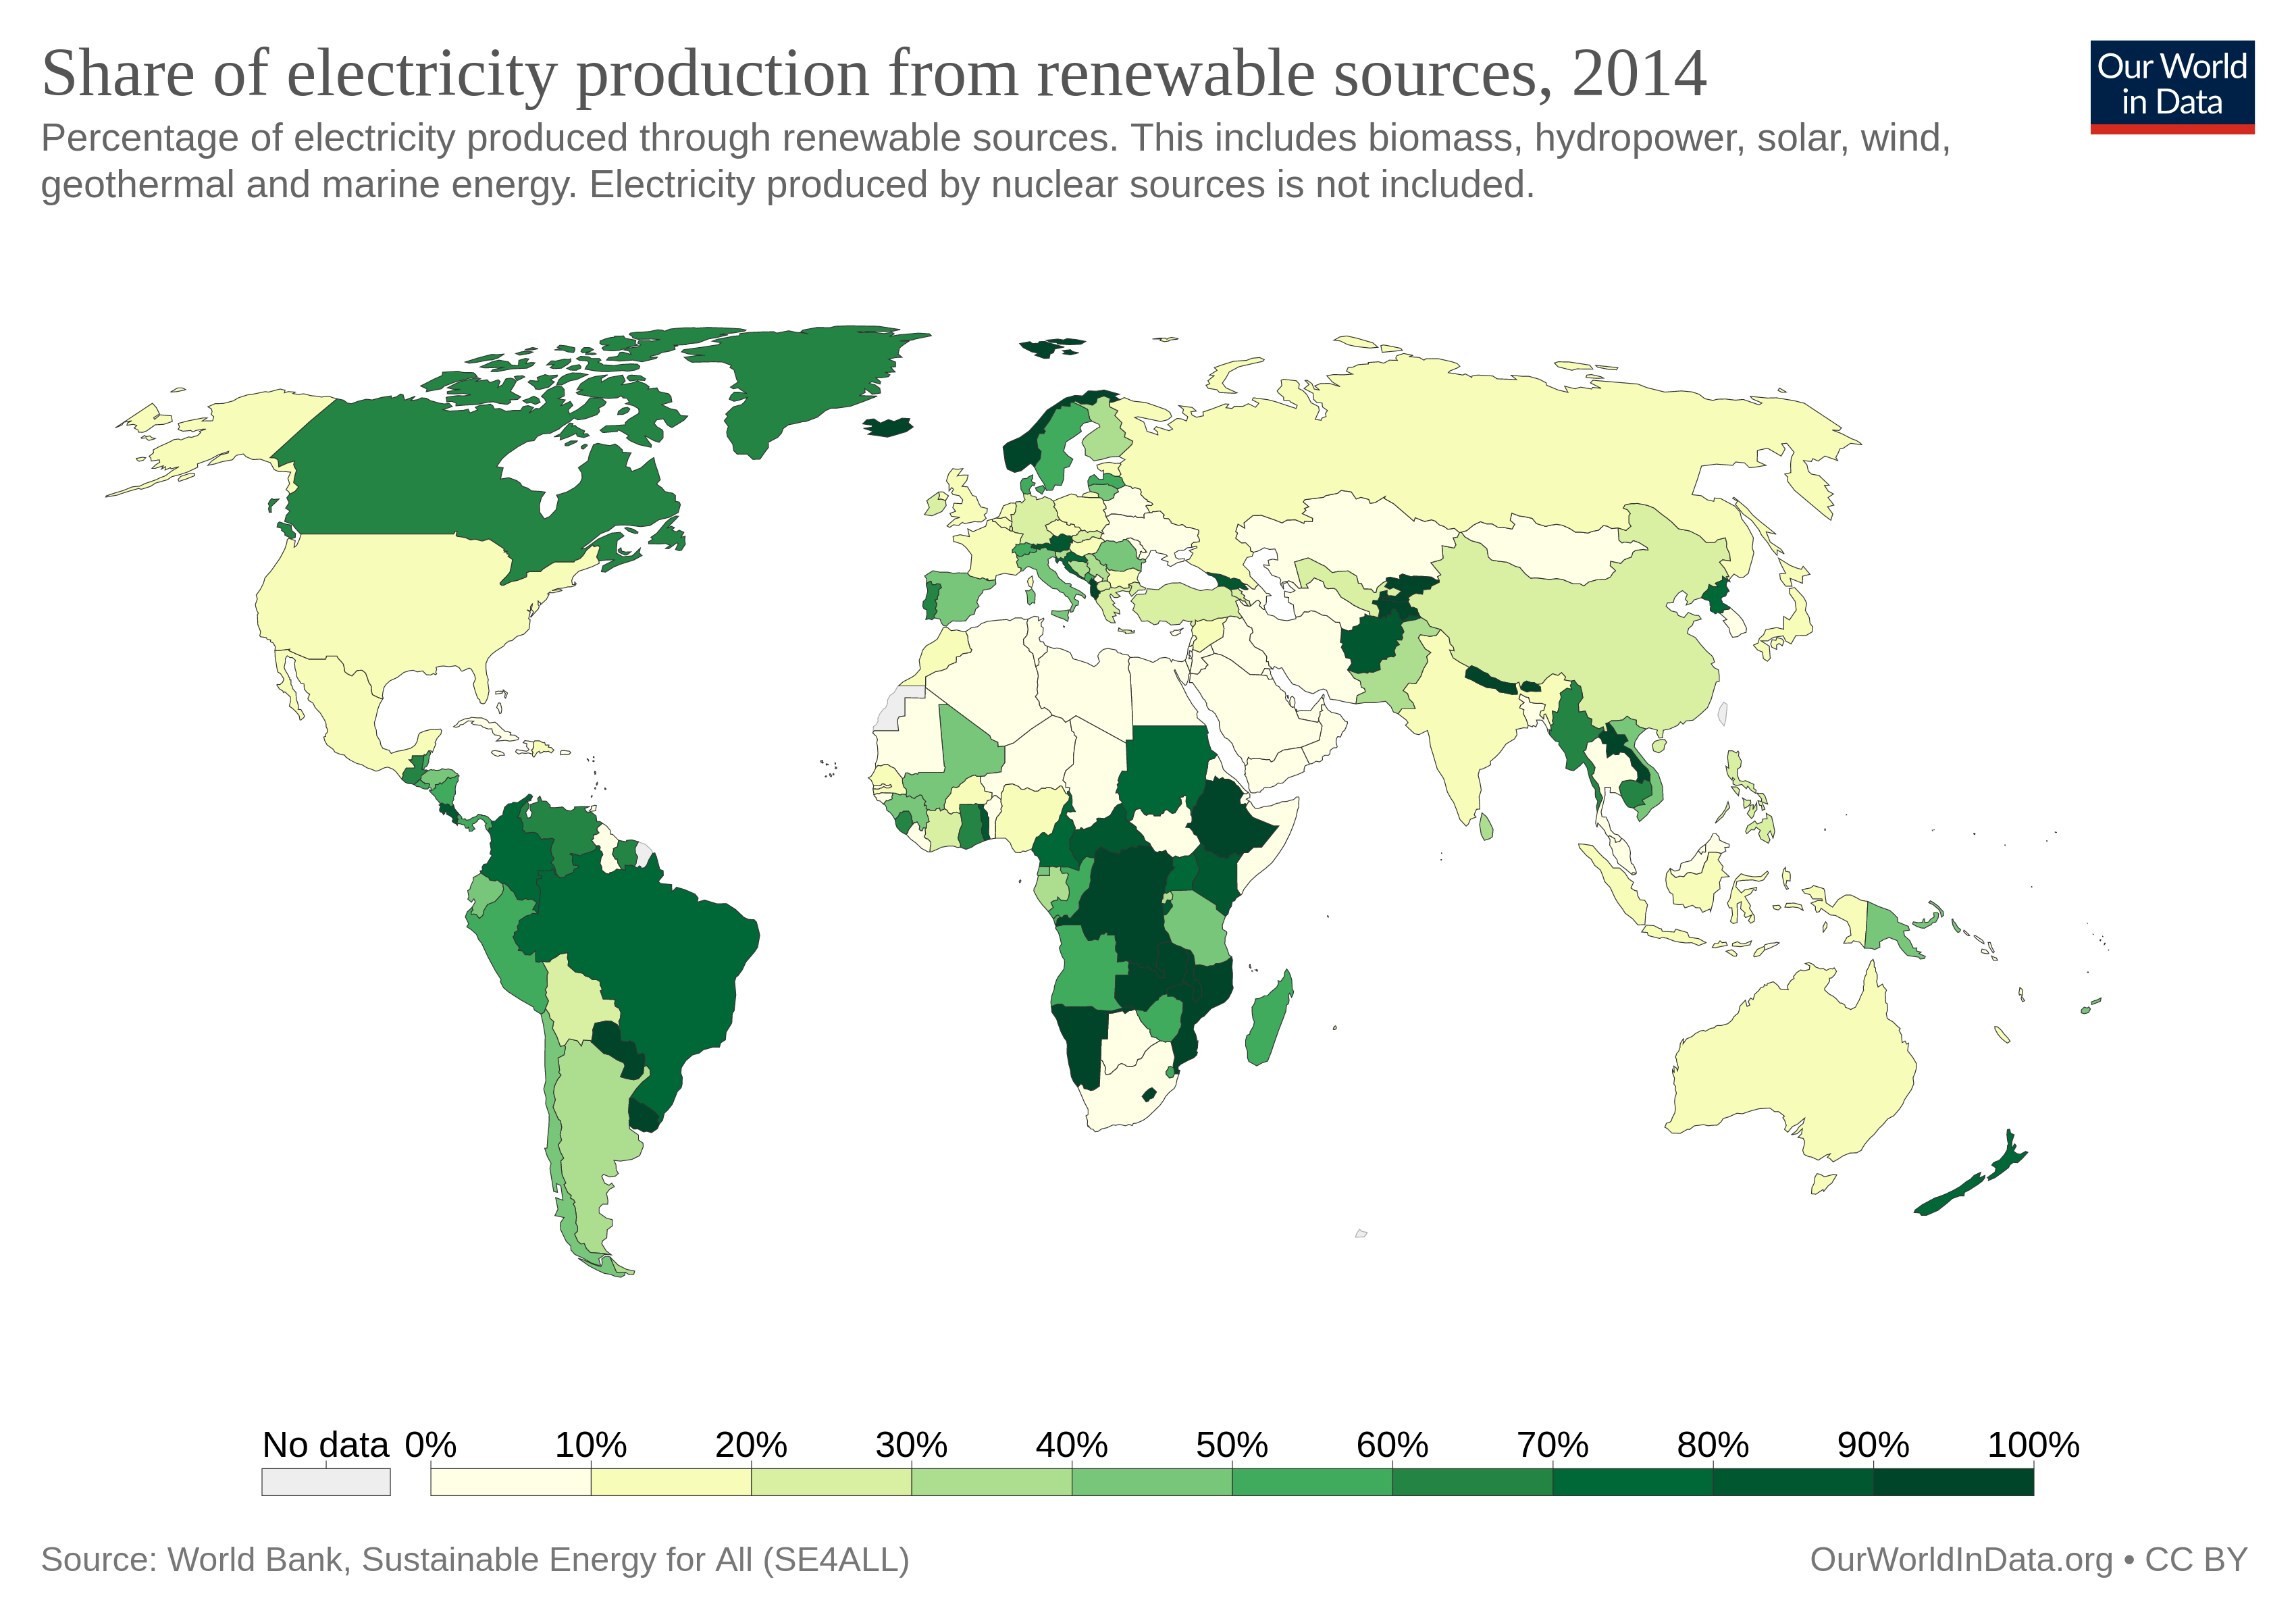 Share of electricity production from renewable sources, 2014
Our World
in Data
Percentage of electricity produced through renewable sources. This includes biomass, hydropower, solar, wind,
geothermal and marine energy. Electricity produced by nuclear sources is not included.
No data 0% 10% 20% 30% 40% 50% 60% 70% 80% 90% 100%
Source: World Bank, Sustainable Energy for All (SE4ALL)
OurWorldInData.org • CC BY